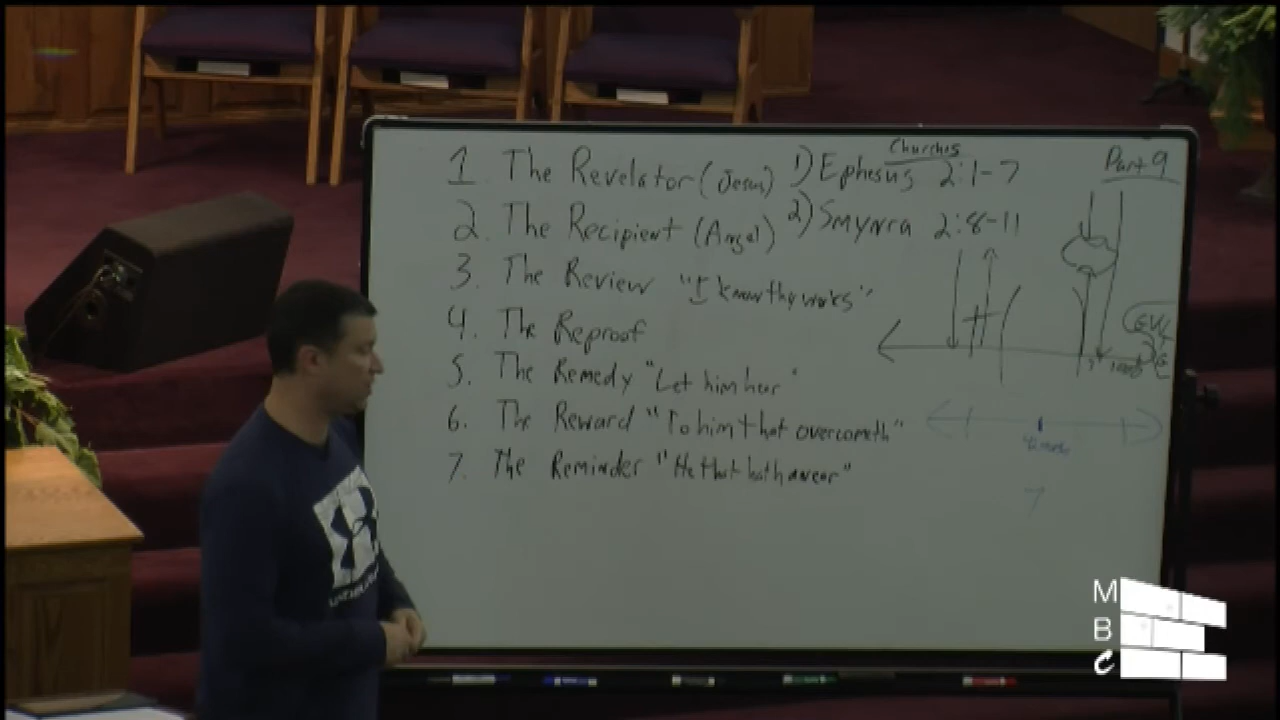 Churches
Part 9
1 The Revelator (Jesus) 1) Ephesus 2:1-7
2. The Recipient (Angel) 2) Smynra 2:8-11
3. The Review "I know thy works"
4. The Reproof
5. The Remedy "Let him hear"
6. The Reward "To him that overcometh"
7. The Reminder "He that hath an ear"
7
M
B
C